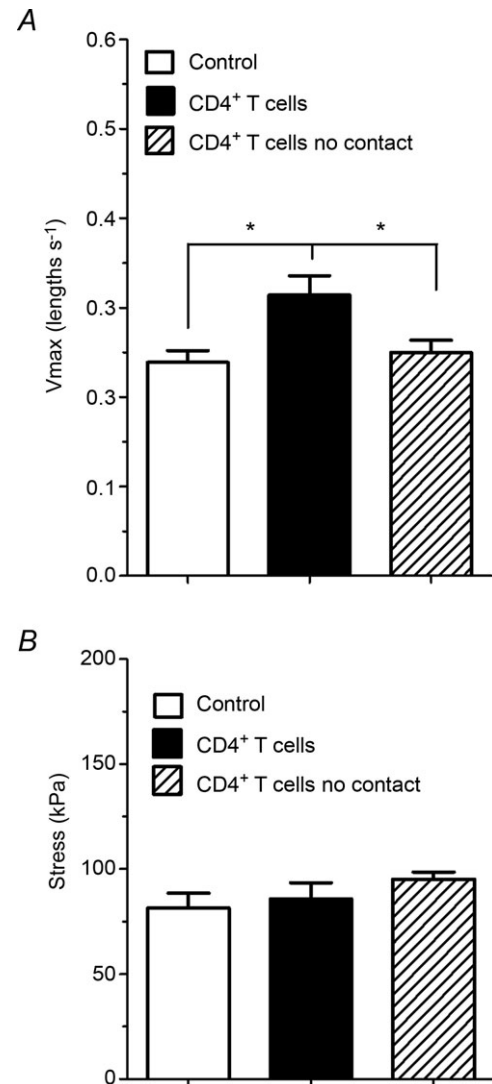 A
0.6
Control
CD4+ T cells
0.5
CD4+ T cells no contact
0.4
* *
0.3
Vmax (lengths s-1)
0.3
0.1
0.0
B
200
Control
CD4+ T cells
150
CD4+ T cells no contact
Stress (kPa)
100
50
0